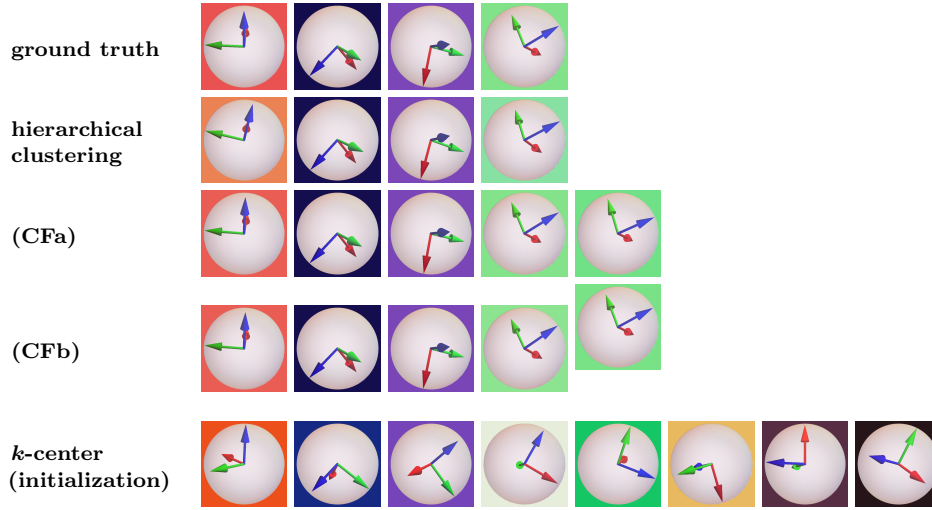 ground truth
hierarchical
clustering
(CFa)
(CFb)
k-center
(initialization)